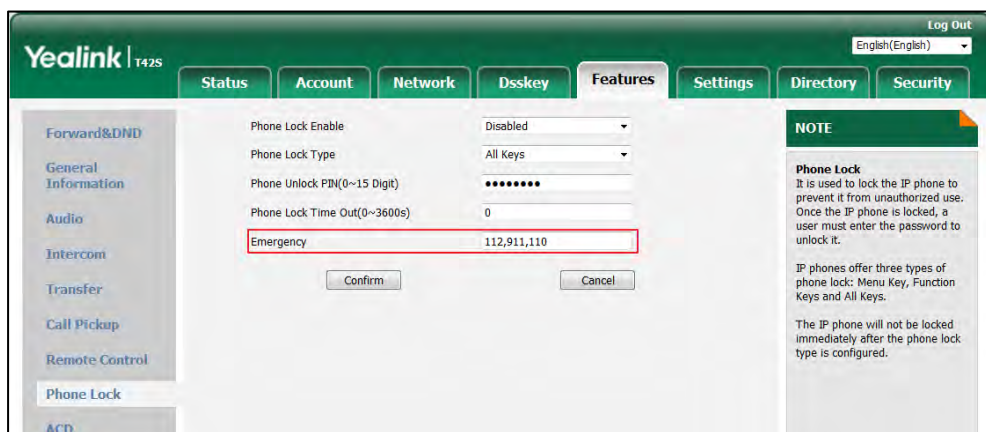 Log Out
Yealink T42S
English(English)
Status Account Network Dsskey Features Settings Directory Security
Forward&DND
General
Information
Audio
Intercom
Transfer
Call Pickup
Remote Control
Phone Lock
ACD
Phone Lock Enable Disabled
Phone Lock Type All Keys
Phone Unlock PIN(0~15 Digit) ••••••••
Phone Lock Time Out(0~3600s) 0
Emergency 112,911,110
Confirm Cancel
NOTE
Phone Lock
It is used to lock the IP phone to
prevent it from unauthorized use.
Once the IP phone is locked, a
user must enter the password to
unlock it.
IP phones offer three types of
phone lock: Menu Key, Function
Keys and All Keys.
The IP phone will not be locked
immediately after the phone lock
type is configured.